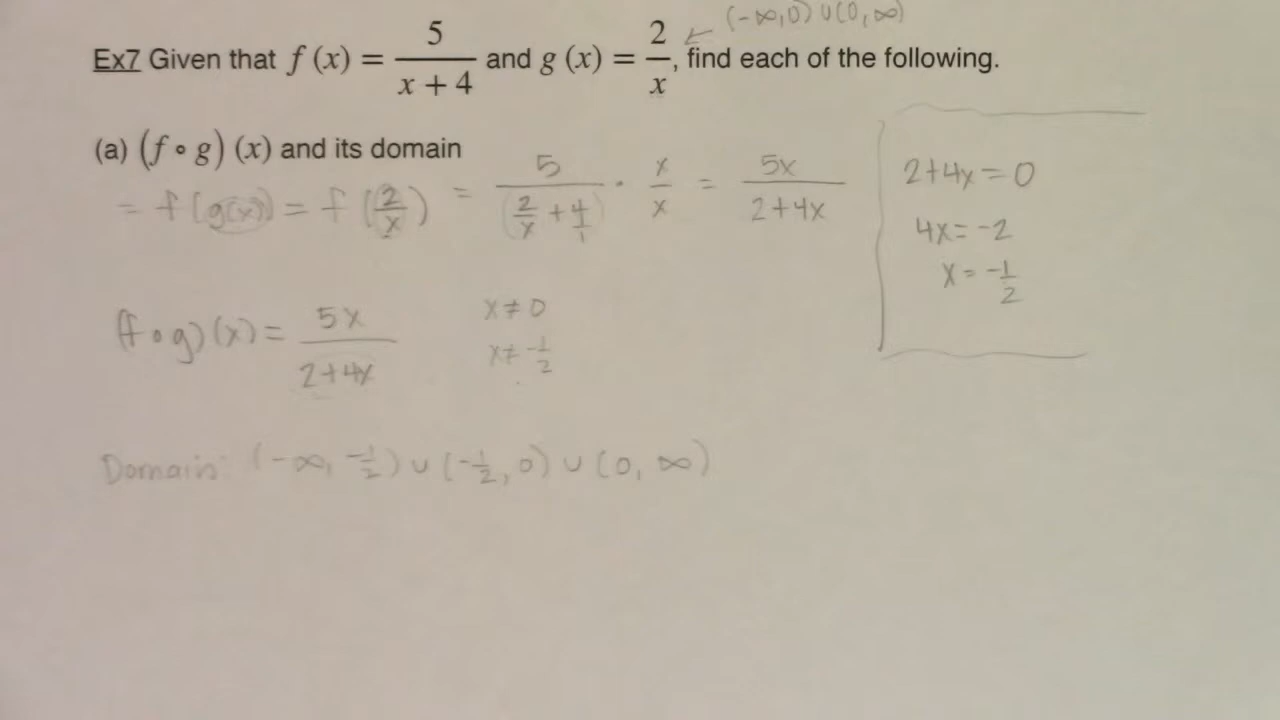 (-∞,0) ∪ (0,∞)
Ex7 Given that f (x) = 5/(x + 4) and g (x) = 2/x, find each of the following.
(a) (f ∘ g) (x) and its domain
= f(g(x)) = f(2/x) = 5/(2/x + 4/1) · x/x = 5x/(2+4x)
2+4x = 0
4x = -2
x = -1/2
(f∘g)(x) = 5x/(2+4x)
x ≠ 0
x ≠ -1/2
Domain: (-∞, -1/2) ∪ (-1/2, 0) ∪ (0, ∞)